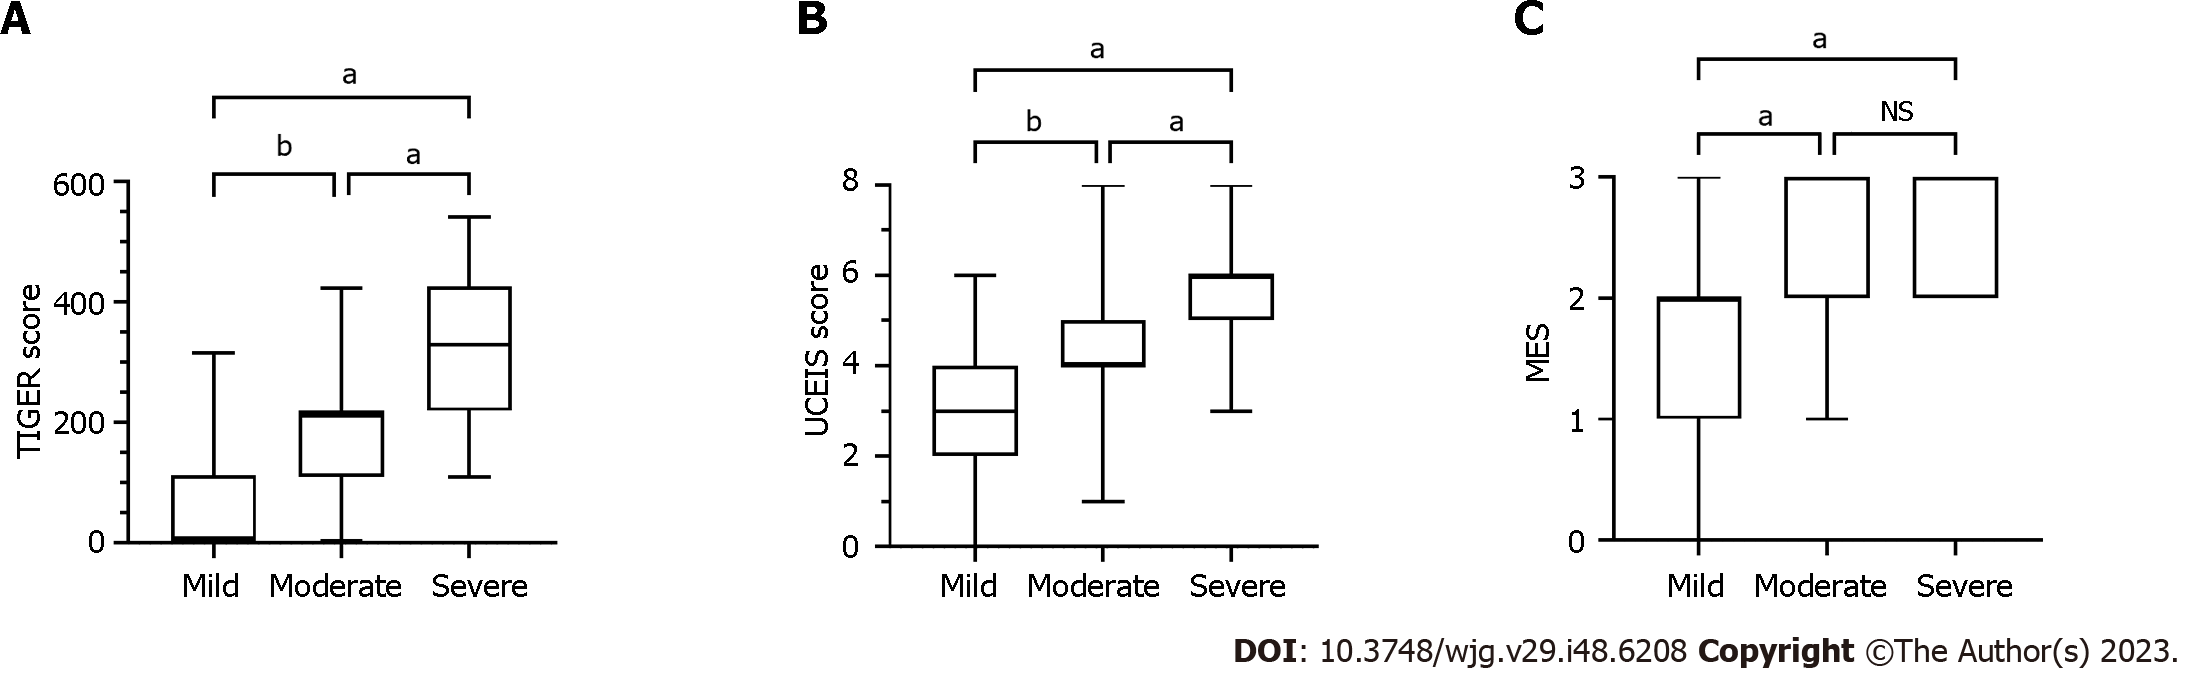 A
a
b
a
600
400
200
0
TIGER score
Mild Moderate Severe
B
a
b
a
8
6
4
2
0
UCEIS score
Mild Moderate Severe
C
a
a
NS
3
2
1
0
MES
Mild Moderate Severe
DOI: 10.3748/wjg.v29.i48.6208 Copyright ©The Author(s) 2023.